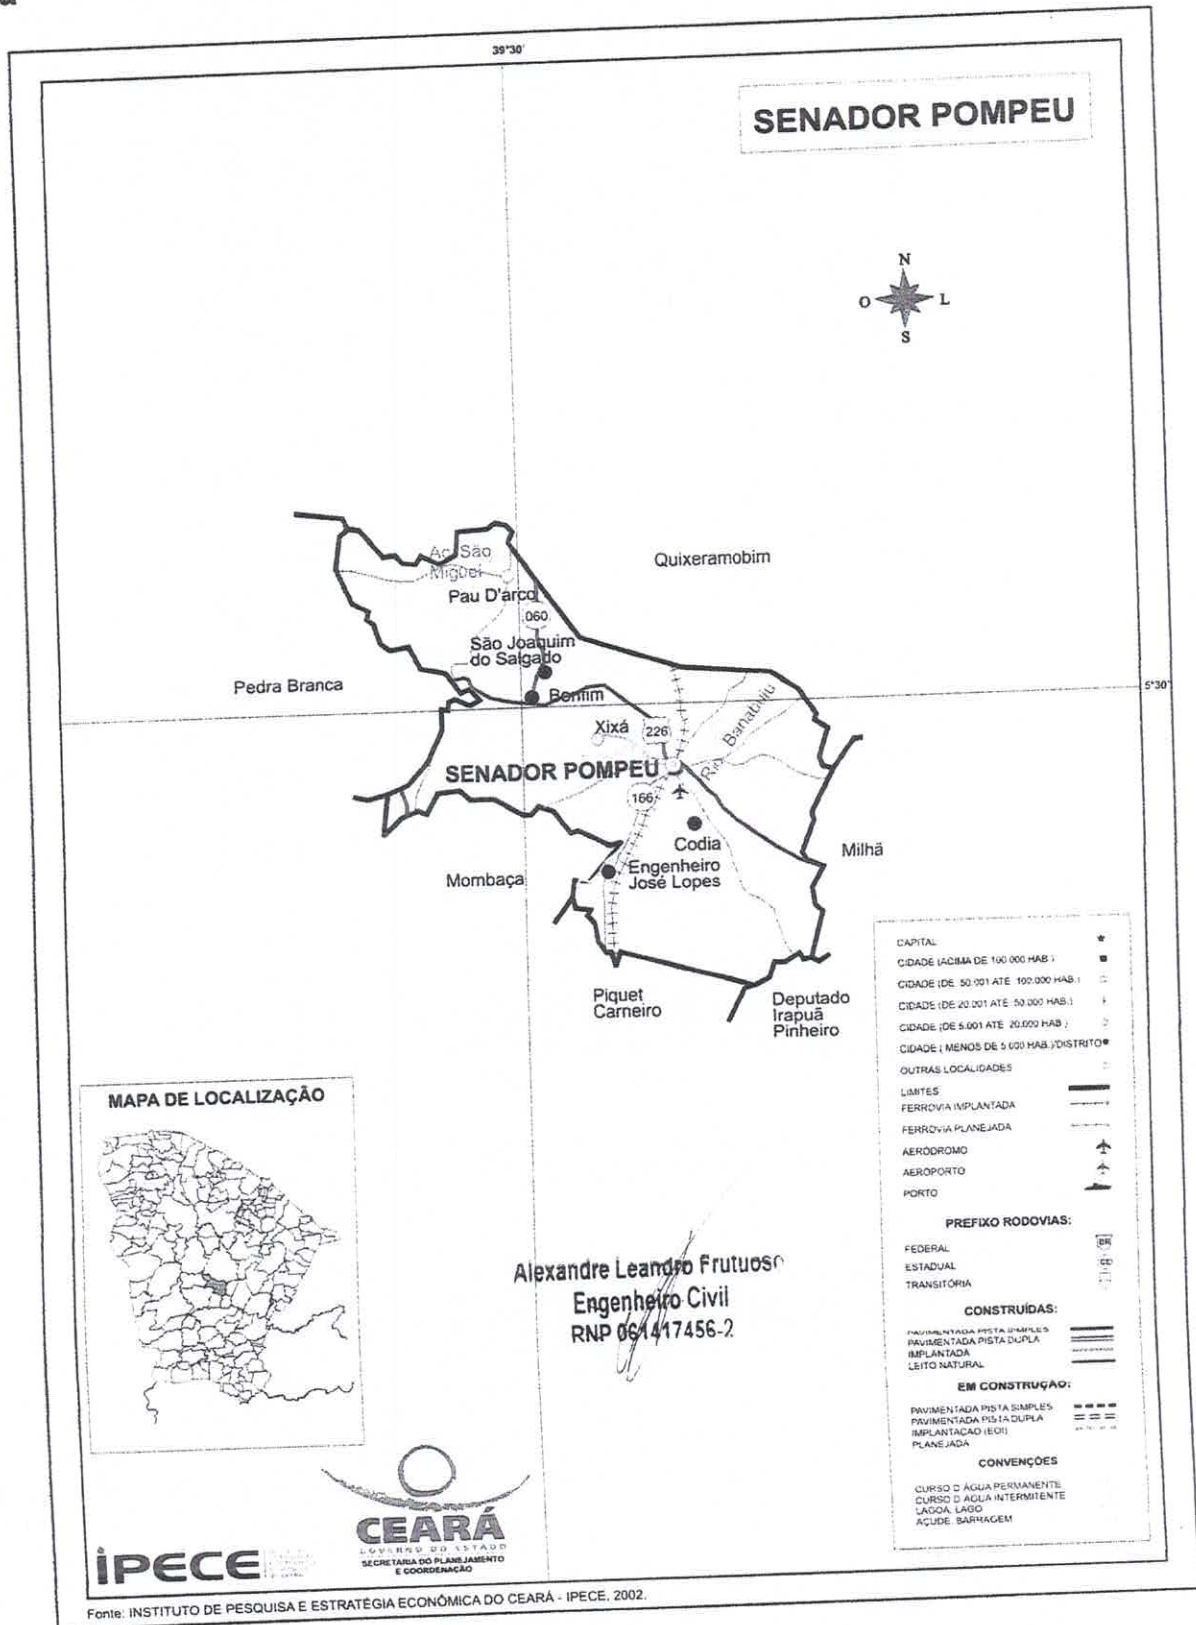 39°30'
SENADOR POMPEU
N
O
L
S
Aç. São
Miguel
Quixeramobim
Pau D'arco
060
São Joaquim
do Salgado
Pedra Branca
Bonfim
5°30'
Xixá
226
Rio Banabuiu
SENADOR POMPEU
166
Codia
Milhã
Engenheiro
José Lopes
Mombaça
Piquet
Carneiro
Deputado
Irapuã
Pinheiro
CAPITAL
CIDADE (ACIMA DE 100.000 HAB.)
CIDADE (DE 50.001 ATÉ 100.000 HAB.)
CIDADE (DE 20.001 ATÉ 50.000 HAB.)
CIDADE (DE 5.001 ATÉ 20.000 HAB.)
CIDADE ( MENOS DE 5.000 HAB.)/DISTRITO
OUTRAS LOCALIDADES
LIMITES
FERROVIA IMPLANTADA
FERROVIA PLANEJADA
AERÓDROMO
AEROPORTO
PORTO
PREFIXO RODOVIAS:
FEDERAL BR
ESTADUAL CE
TRANSITÓRIA
CONSTRUÍDAS:
PAVIMENTADA PISTA SIMPLES
PAVIMENTADA PISTA DUPLA
IMPLANTADA
LEITO NATURAL
EM CONSTRUÇÃO:
PAVIMENTADA PISTA SIMPLES
PAVIMENTADA PISTA DUPLA
IMPLANTAÇÃO (EOI)
PLANEJADA
CONVENÇÕES
CURSO D ÁGUA PERMANENTE
CURSO D ÁGUA INTERMITENTE
LAGOA, LAGO
AÇUDE, BARRAGEM
MAPA DE LOCALIZAÇÃO
Alexandre Leandro Frutuoso
Engenheiro Civil
RNP 061417456-2
CEARÁ
GOVERNO DO ESTADO
SECRETARIA DO PLANEJAMENTO
E COORDENAÇÃO
IPECE
Fonte: INSTITUTO DE PESQUISA E ESTRATÉGIA ECONÔMICA DO CEARÁ - IPECE, 2002.